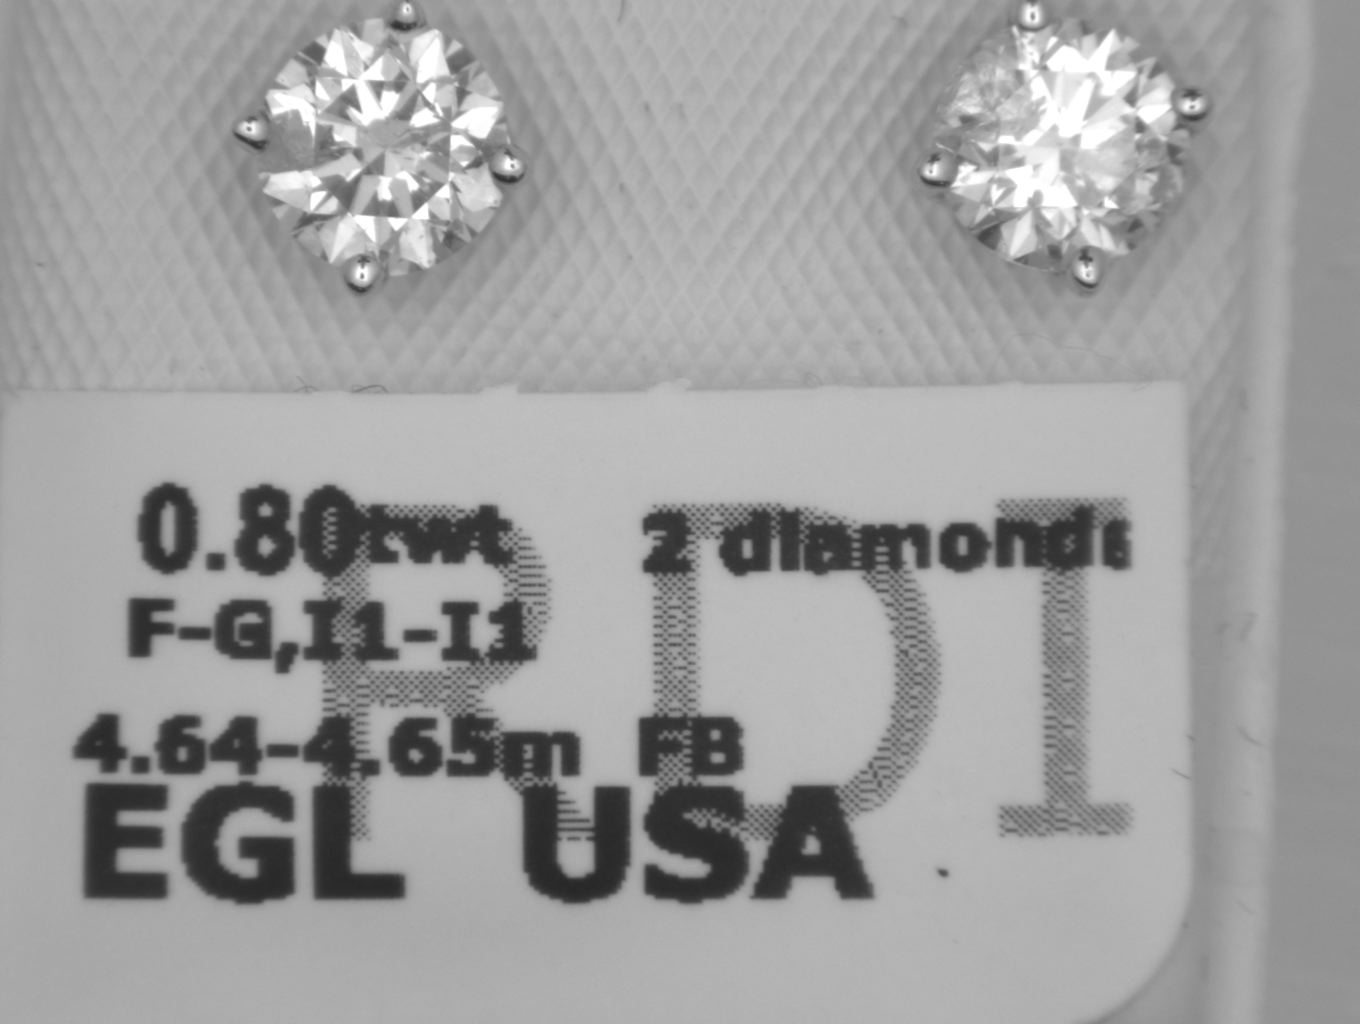 0.80twt 2 diamonds
F-G,I1-I1
4.64-4.65m FB
EGL USA
RDI